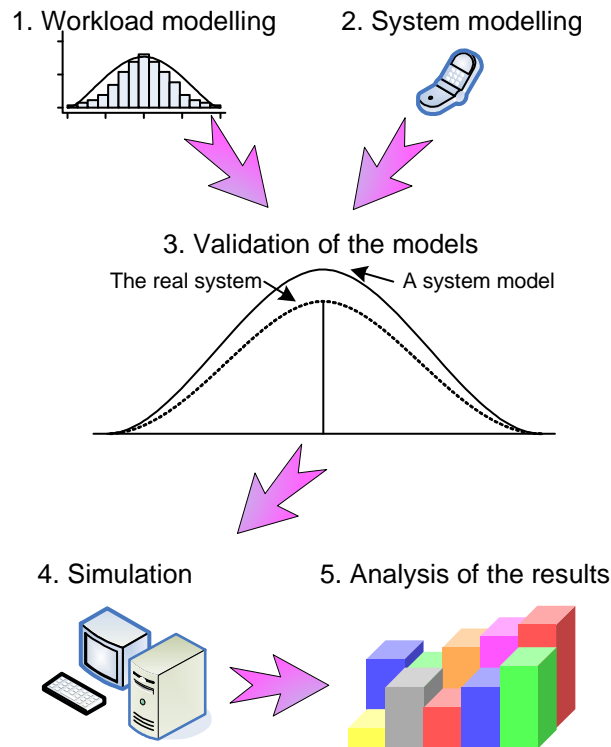 1. Workload modelling
2. System modelling
3. Validation of the models
The real system
A system model
4. Simulation
5. Analysis of the results